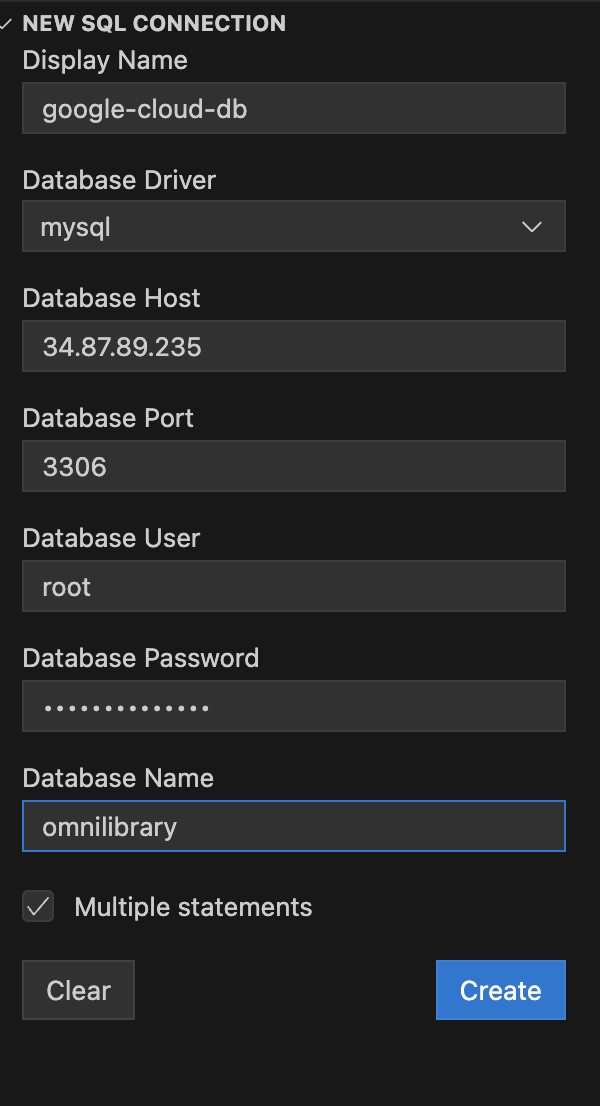 NEW SQL CONNECTION
Display Name
google-cloud-db
Database Driver
mysql
Database Host
34.87.89.235
Database Port
3306
Database User
root
Database Password
••••••••••••••
Database Name
omnilibrary
Multiple statements
Clear
Create